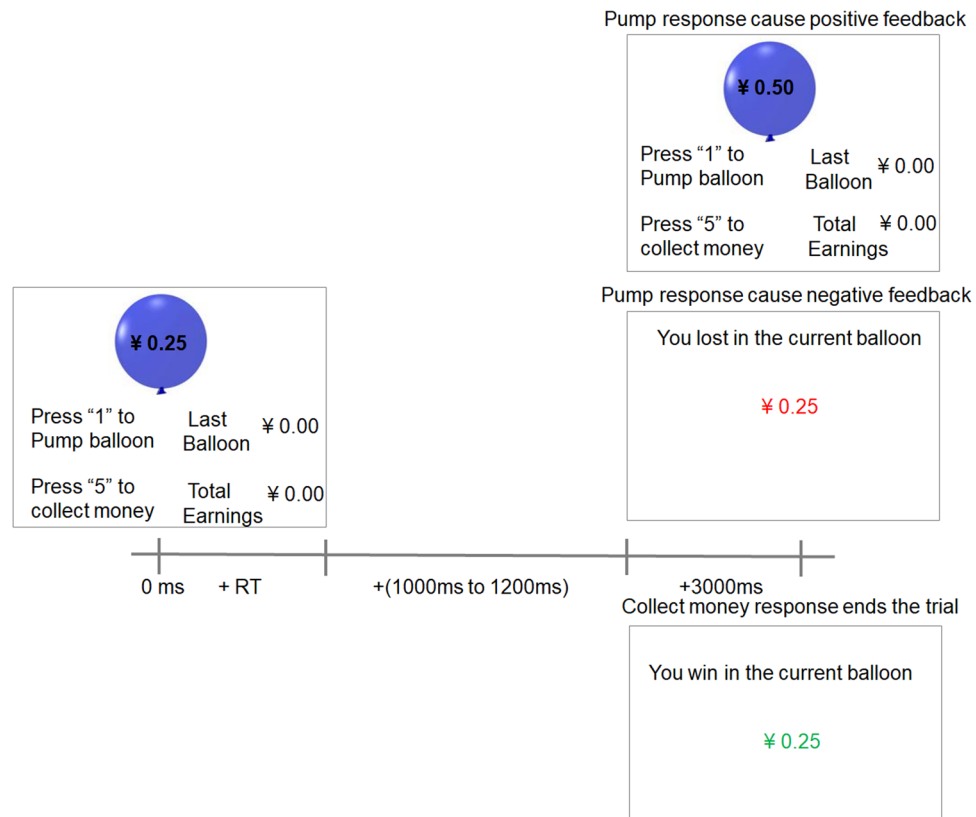 Pump response cause positive feedback
¥ 0.50
Press “1” to
Pump balloon
Last
Balloon
¥ 0.00
Press “5” to
collect money
Total
Earnings
¥ 0.00
Pump response cause negative feedback
You lost in the current balloon
¥ 0.25
¥ 0.25
Press “1” to
Pump balloon
Last
Balloon
¥ 0.00
Press “5” to
collect money
Total
Earnings
¥ 0.00
0 ms
+ RT
+(1000ms to 1200ms)
+3000ms
Collect money response ends the trial
You win in the current balloon
¥ 0.25